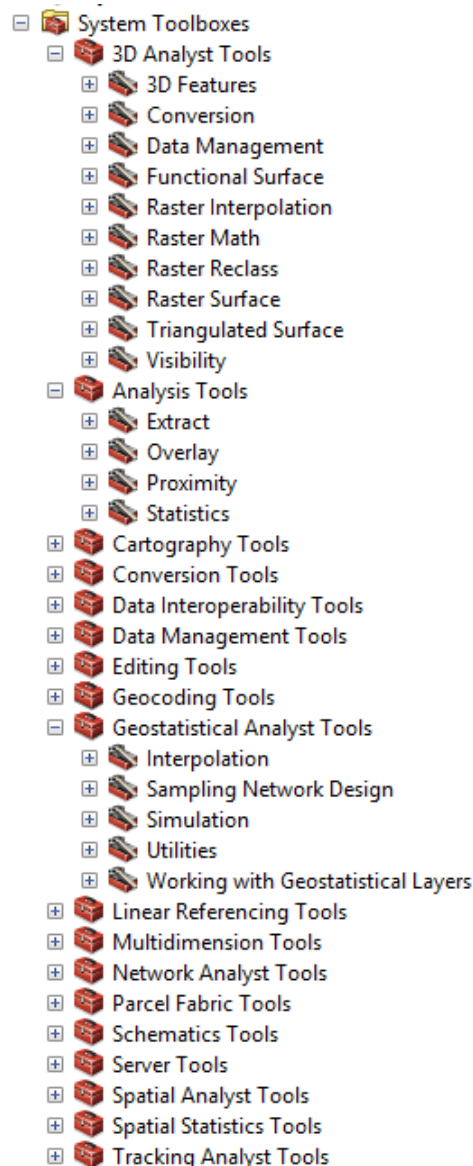 System Toolboxes
3D Analyst Tools
3D Features
Conversion
Data Management
Functional Surface
Raster Interpolation
Raster Math
Raster Reclass
Raster Surface
Triangulated Surface
Visibility
Analysis Tools
Extract
Overlay
Proximity
Statistics
Cartography Tools
Conversion Tools
Data Interoperability Tools
Data Management Tools
Editing Tools
Geocoding Tools
Geostatistical Analyst Tools
Interpolation
Sampling Network Design
Simulation
Utilities
Working with Geostatistical Layers
Linear Referencing Tools
Multidimension Tools
Network Analyst Tools
Parcel Fabric Tools
Schematics Tools
Server Tools
Spatial Analyst Tools
Spatial Statistics Tools
Tracking Analyst Tools